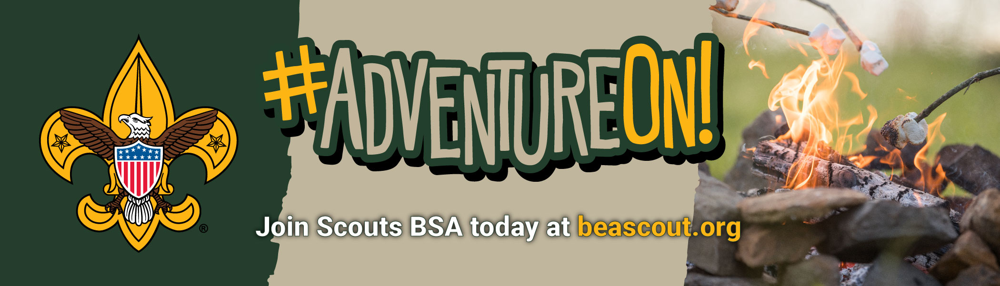 #ADVENTUREON!
Join Scouts BSA today at beascout.org
®